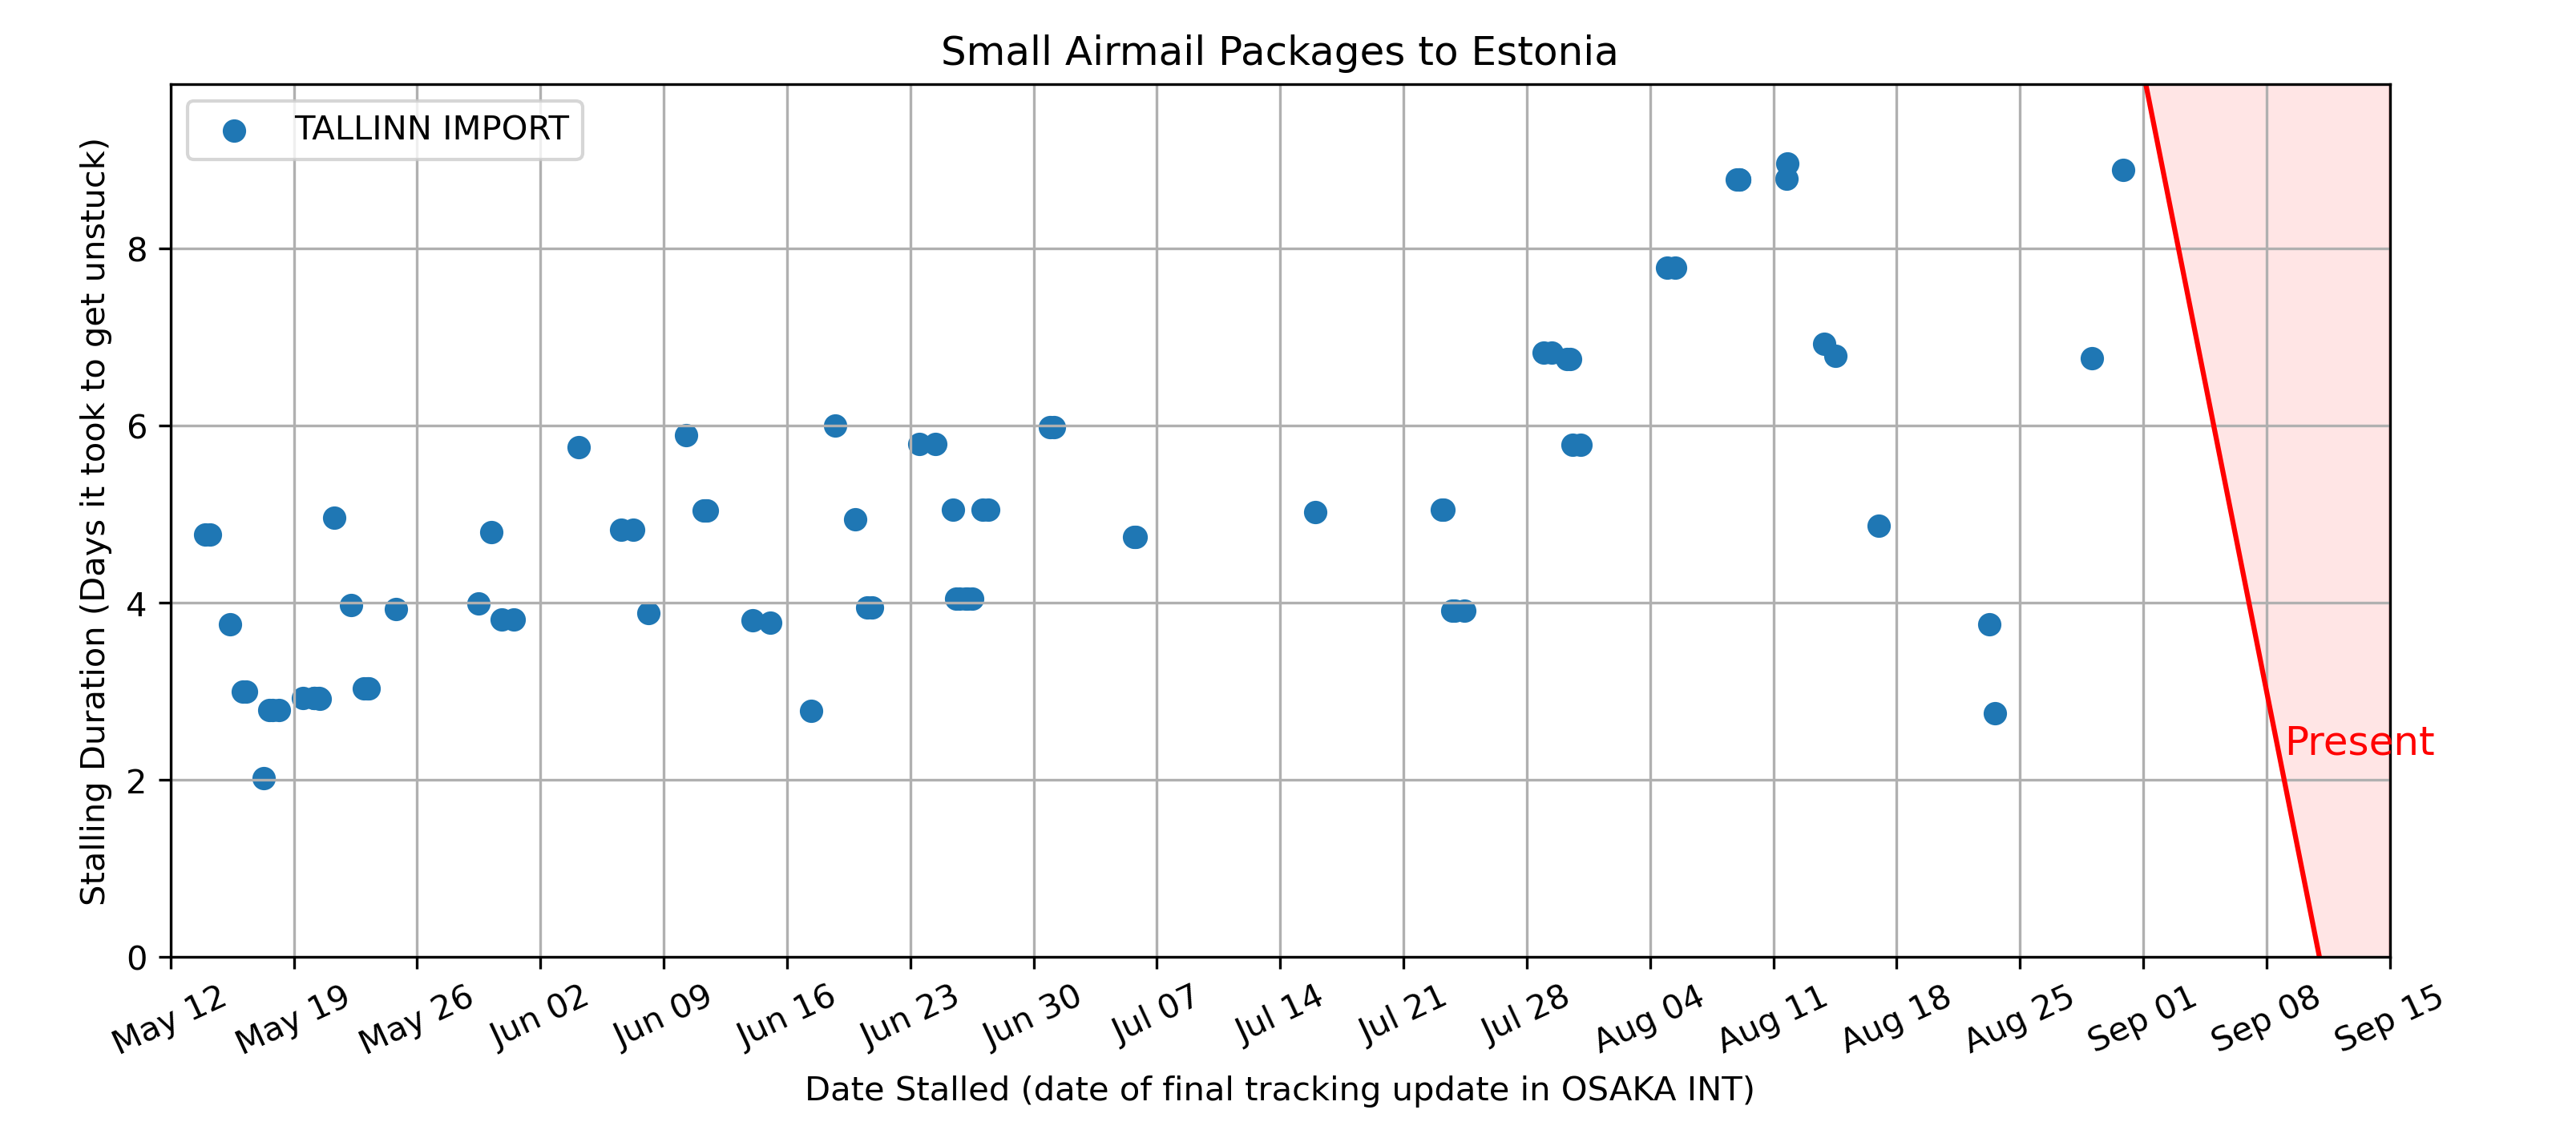 Small Airmail Packages to Estonia
TALLINN IMPORT
Stalling Duration (Days it took to get unstuck)
8
6
4
2
0
Present
May 12
May 19
May 26
Jun 02
Jun 09
Jun 16
Jun 23
Jun 30
Jul 07
Jul 14
Jul 21
Jul 28
Aug 04
Aug 11
Aug 18
Aug 25
Sep 01
Sep 08
Sep 15
Date Stalled (date of final tracking update in OSAKA INT)